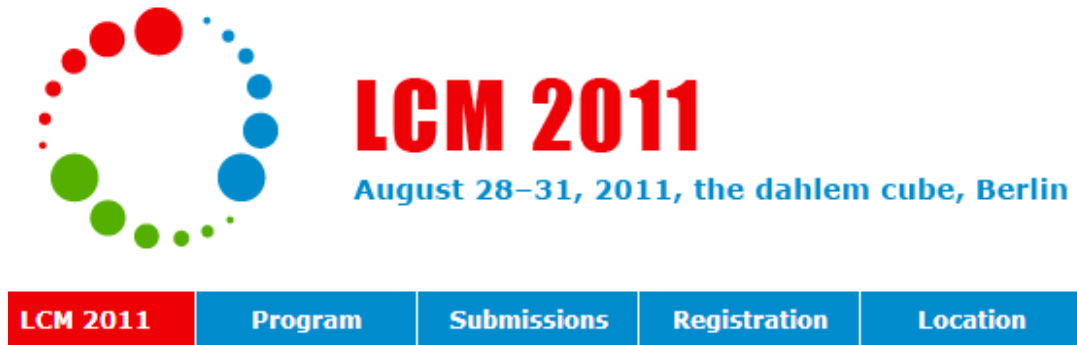 LCM 2011
August 28–31, 2011, the dahlem cube, Berlin
LCM 2011 Program Submissions Registration Location